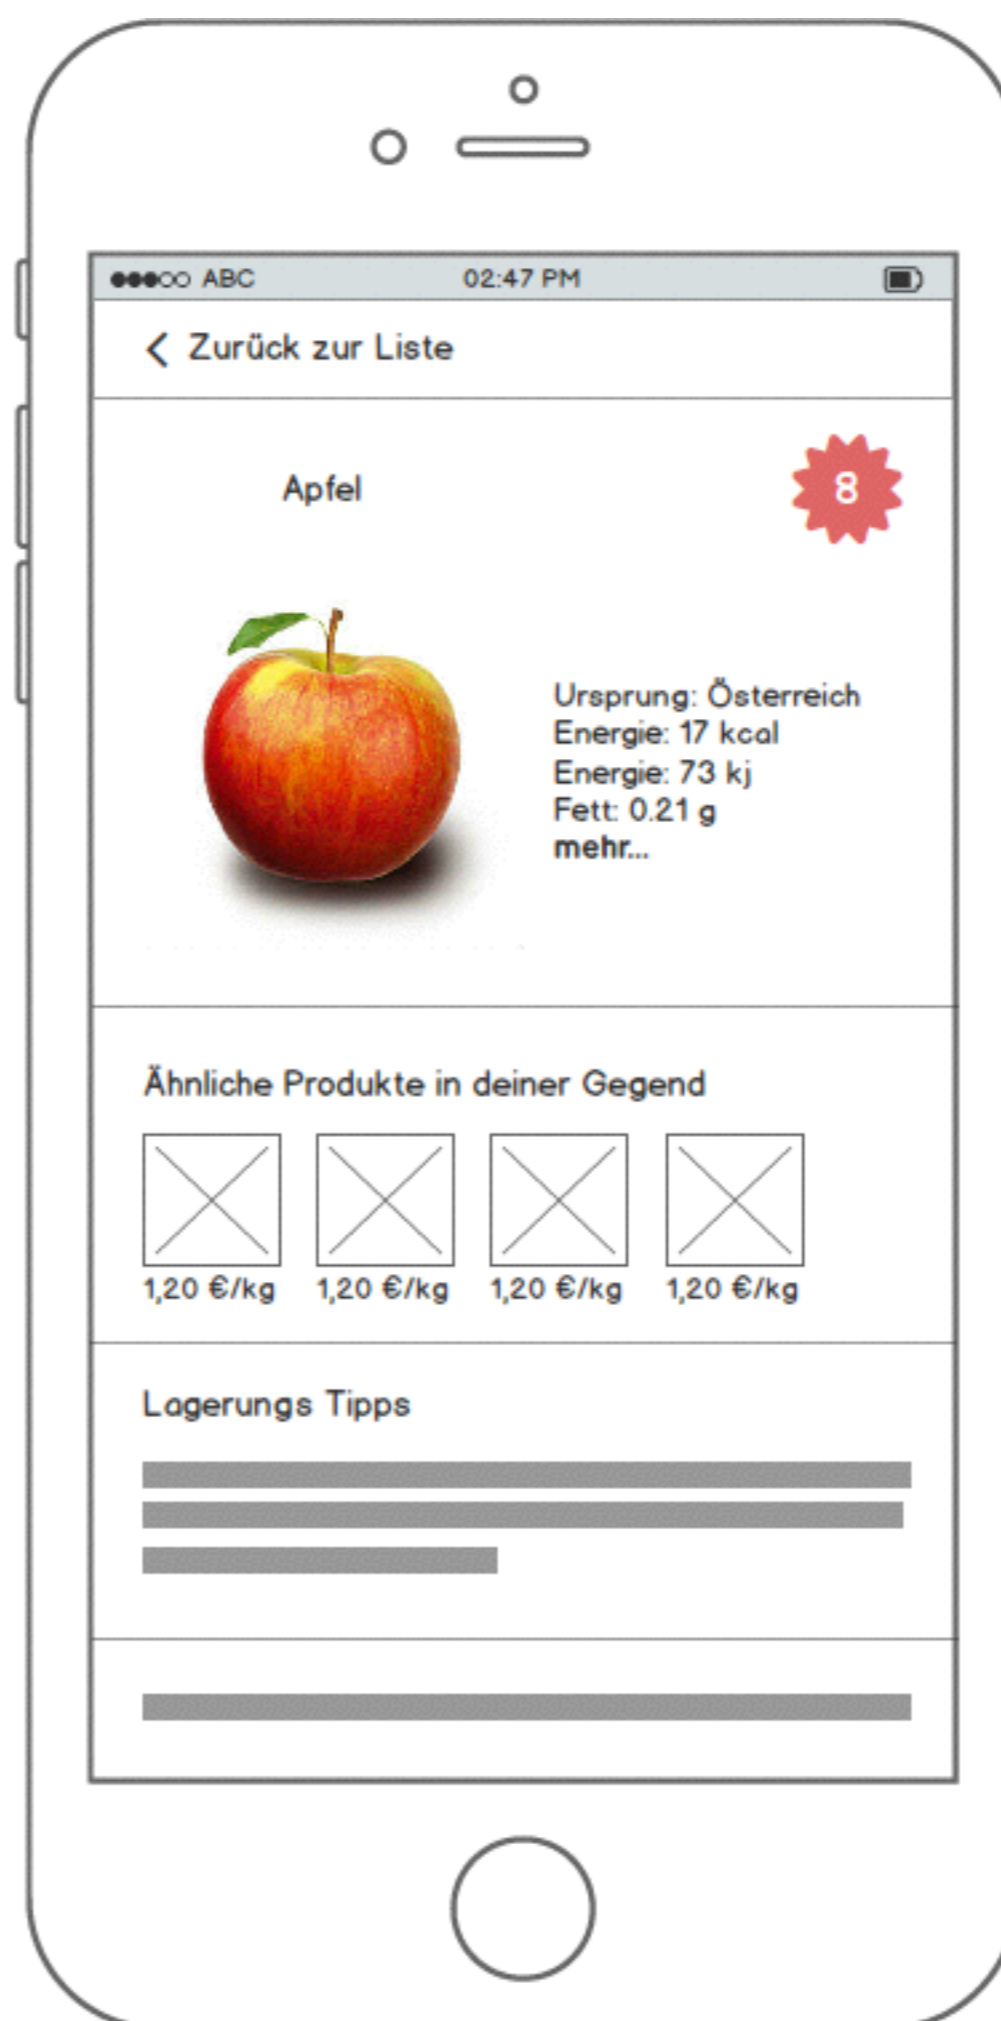 ABC 02:47 PM
Zurück zur Liste
Apfel 8
Ursprung: Österreich
Energie: 17 kcal
Energie: 73 kj
Fett: 0.21 g
mehr...
Ähnliche Produkte in deiner Gegend
1,20 €/kg 1,20 €/kg 1,20 €/kg 1,20 €/kg
Lagerungs Tipps